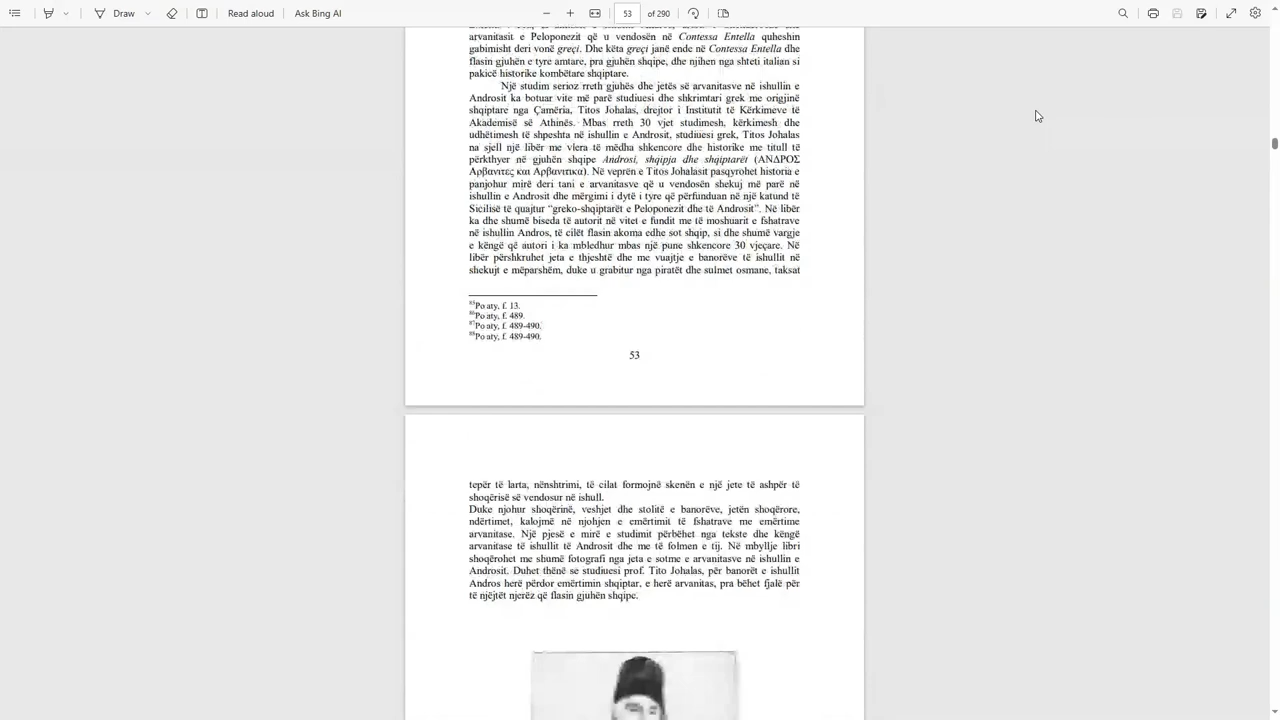 Draw
Read aloud
Ask Bing AI
53
of 290
arvanitasit e Peloponezit që u vendosën në Contessa Entella quheshin
gabimisht deri vonë greçi. Dhe këta greçi janë ende në Contessa Entella dhe
flasin gjuhën e tyre amtare, pra gjuhën shqipe, dhe njihen nga shteti italian si
pakicë historike kombëtare shqiptare.
Një studim serioz rreth gjuhës dhe jetës së arvanitasve në ishullin e
Androsit ka botuar vite më parë studiuesi dhe shkrimtari grek me origjinë
shqiptare nga Çamëria, Titos Johalas, drejtor i Institutit të Kërkimeve të
Akademisë së Athinës. Mbas rreth 30 vjet studimesh, kërkimesh dhe
udhëtimesh të shpeshta në ishullin e Androsit, studiuesi grek, Titos Johalas
na sjell një libër me vlera të mëdha shkencore dhe historike me titull të
përkthyer në gjuhën shqipe Androsi, shqipja dhe shqiptarët (ΑΝΔΡΟΣ
Αρβανιτες και Αρβανιτικα). Në veprën e Titos Johalasit pasqyrohet historia e
panjohur mirë deri tani e arvanitasve që u vendosën shekuj më parë në
ishullin e Androsit dhe mërgimi i dytë i tyre që përfunduan në një katund të
Sicilisë të quajtur “greko-shqiptarët e Peloponezit dhe të Androsit”. Në libër
ka dhe shumë biseda të autorit në vitet e fundit me të moshuarit e fshatrave
në ishullin Andros, të cilët flasin akoma edhe sot shqip, si dhe shumë vargje
e këngë që autori i ka mbledhur mbas një pune shkencore 30 vjeçare. Në
libër përshkruhet jeta e thjeshtë dhe me vuajtje e banorëve të ishullit në
shekujt e mëparshëm, duke u grabitur nga piratët dhe sulmet osmane, taksat
85Po aty, f. 13.
86Po aty, f. 489.
87Po aty, f. 489-490.
88Po aty, f. 489-490.
53
tepër të larta, nënshtrimi, të cilat formojnë skenën e një jete të ashpër të
shoqërisë së vendosur në ishull.
Duke njohur shoqërinë, veshjet dhe stolitë e banorëve, jetën shoqërore,
ndërtimet, kalojmë në njohjen e emërtimit të fshatrave me emërtime
arvanitase. Një pjesë e mirë e studimit përbëhet nga tekste dhe këngë
arvanitase të ishullit të Androsit dhe me të folmen e tij. Në mbyllje libri
shoqërohet me shumë fotografi nga jeta e sotme e arvanitasve në ishullin e
Androsit. Duhet thënë se studiuesi prof. Tito Johalas, për banorët e ishullit
Andros herë përdor emërtimin shqiptar, e herë arvanitas, pra bëhet fjalë për
të njëjtët njerëz që flasin gjuhën shqipe.